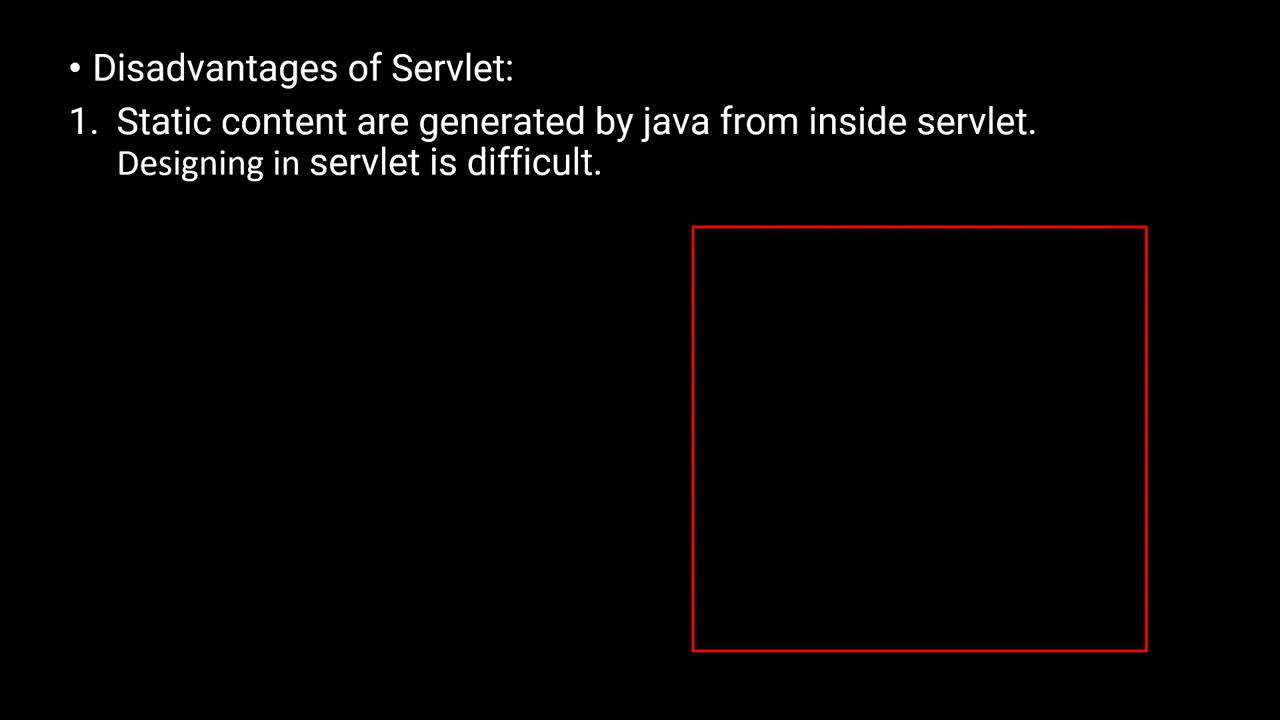 • Disadvantages of Servlet:
1. Static content are generated by java from inside servlet.
Designing in servlet is difficult.